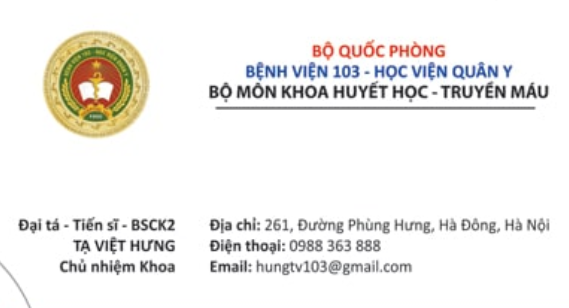 BỘ QUỐC PHÒNG
BỆNH VIỆN 103 - HỌC VIỆN QUÂN Y
BỘ MÔN KHOA HUYẾT HỌC - TRUYỀN MÁU
Đại tá - Tiến sĩ - BSCK2
TẠ VIỆT HƯNG
Chủ nhiệm Khoa
Địa chỉ: 261, Đường Phùng Hưng, Hà Đông, Hà Nội
Điện thoại: 0988 363 888
Email: hungtv103@gmail.com